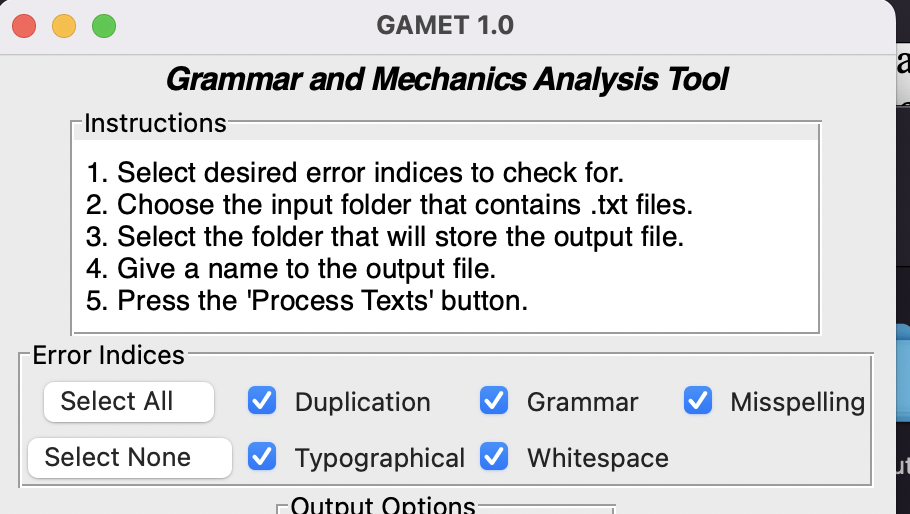 GAMET 1.0
Grammar and Mechanics Analysis Tool
Instructions
1. Select desired error indices to check for.
2. Choose the input folder that contains .txt files.
3. Select the folder that will store the output file.
4. Give a name to the output file.
5. Press the 'Process Texts' button.
Error Indices
Select All Duplication Grammar Misspelling
Select None Typographical Whitespace
Output Options